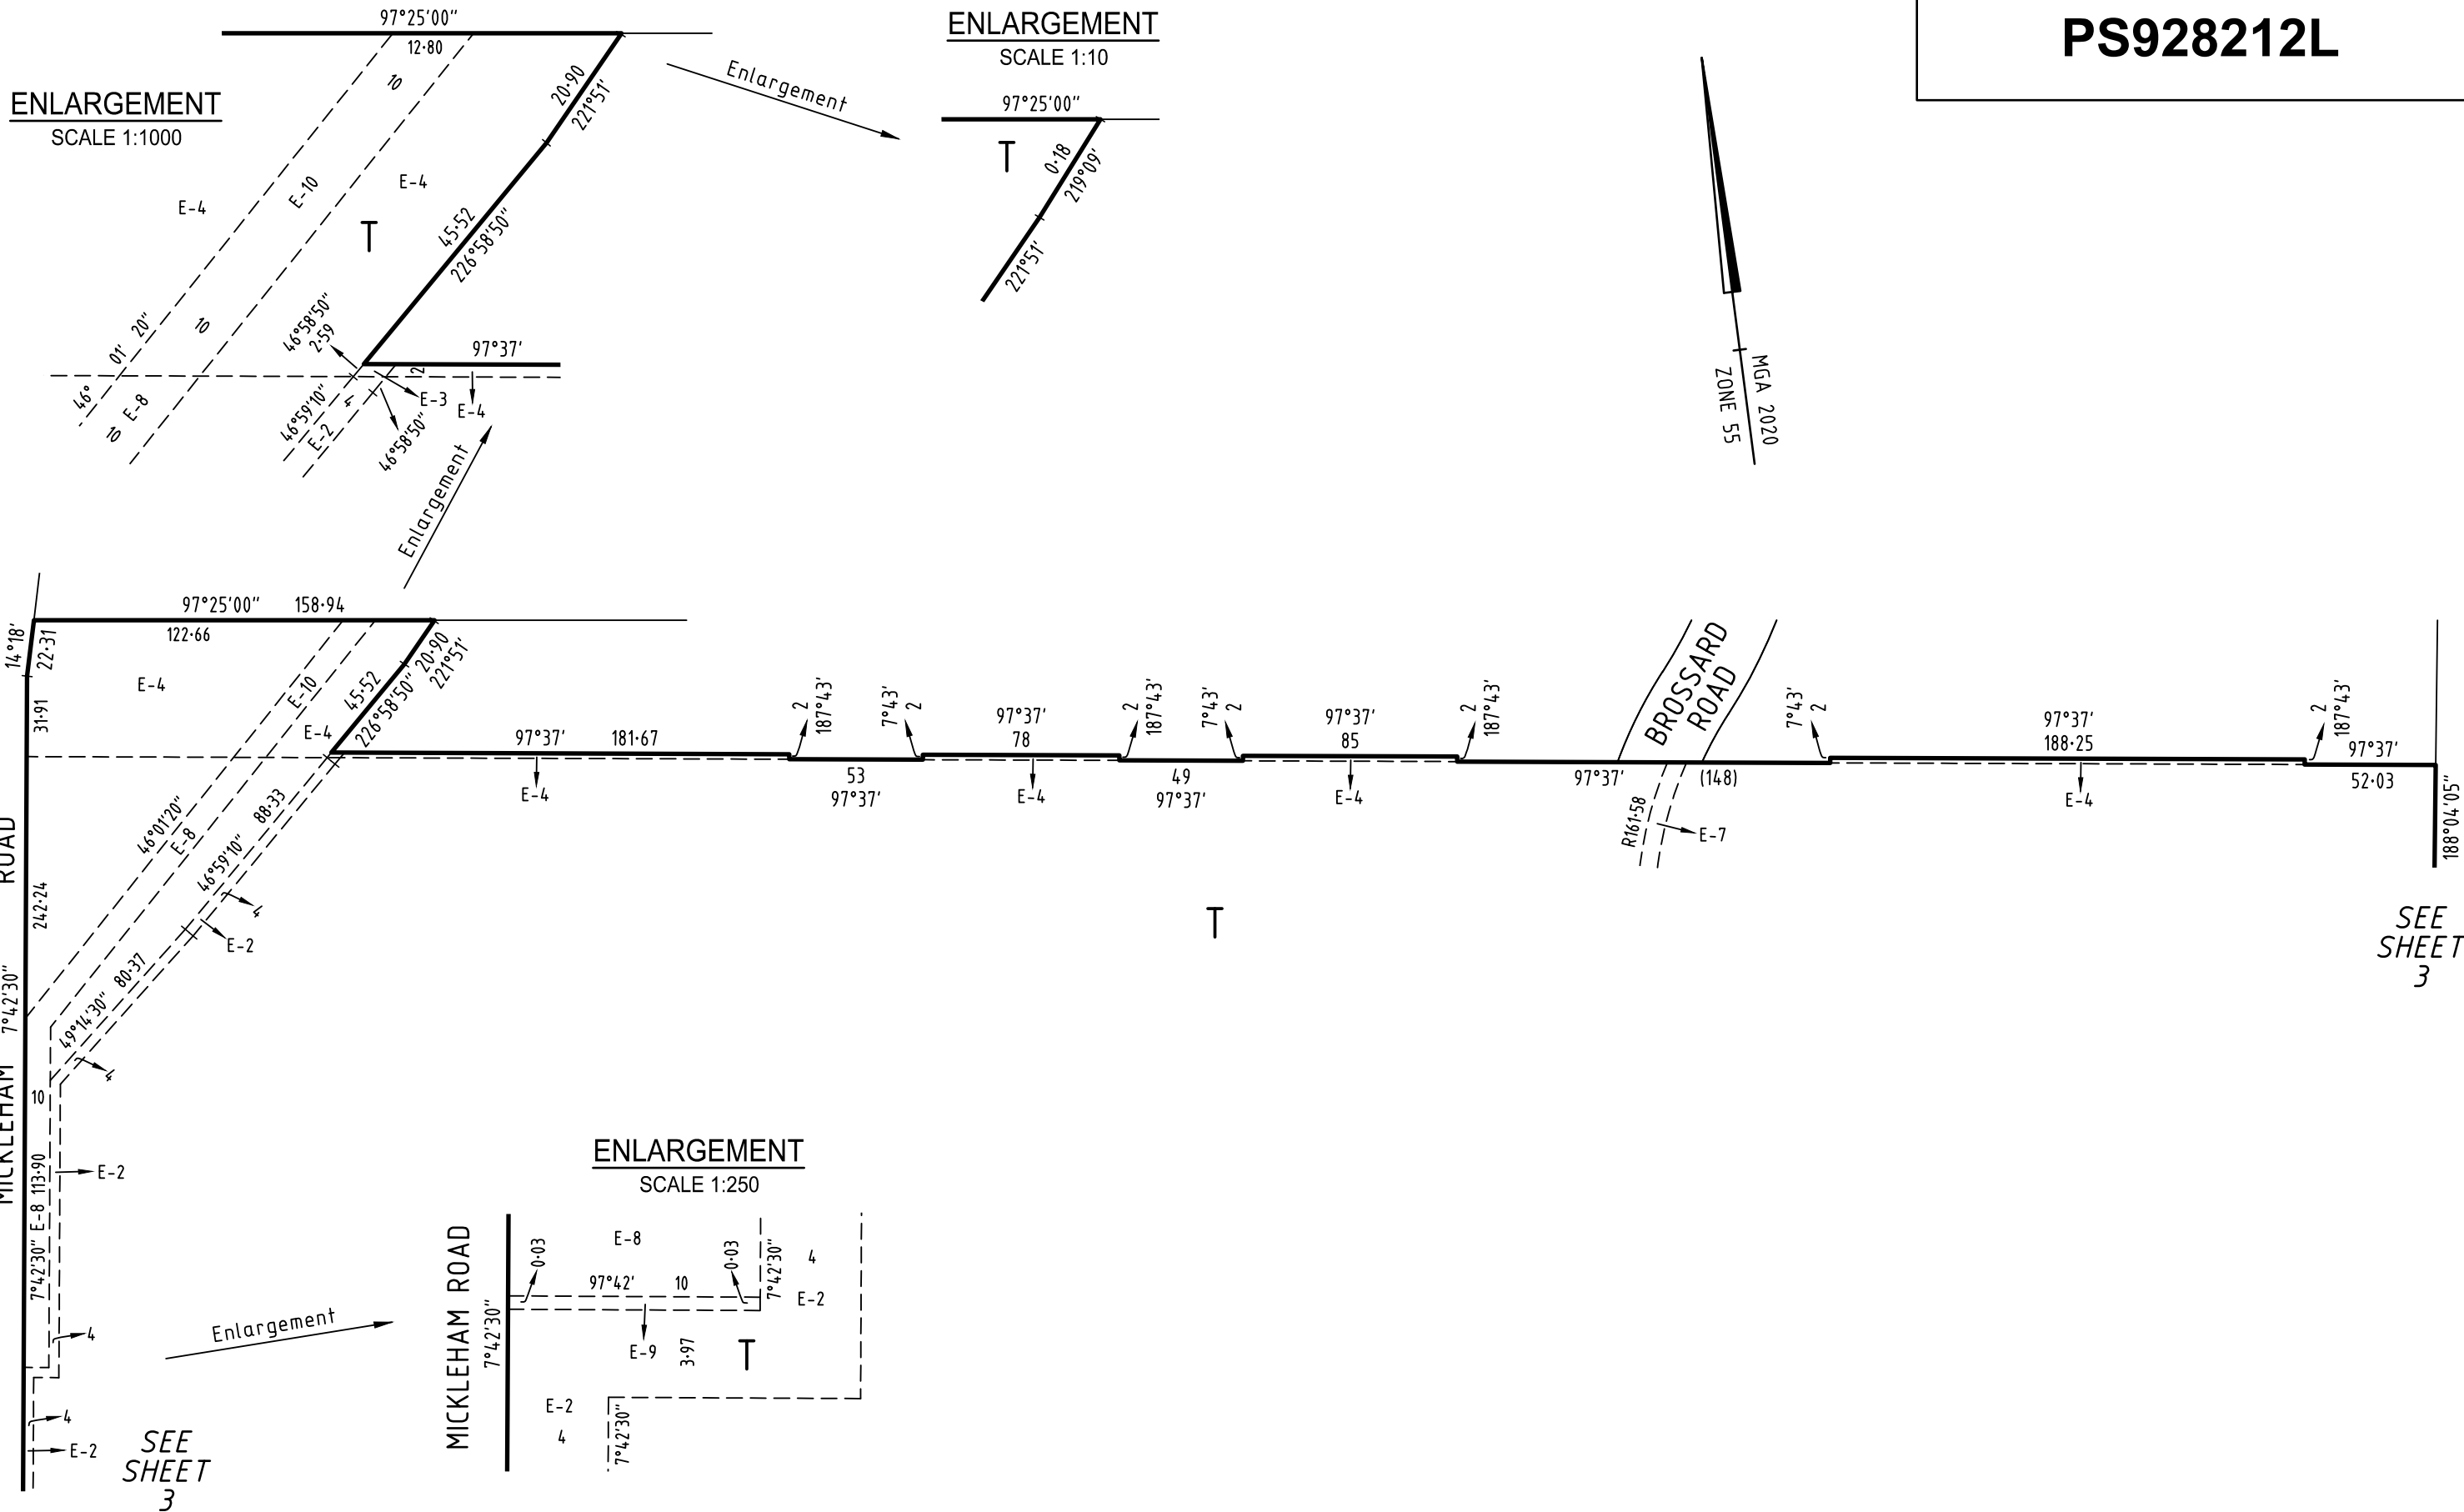 PS928212L
97°25'00"
12·80
ENLARGEMENT
SCALE 1:1000
10
20·90
221°51'
E-10
E-4
E-4
T
45·52
226°58'50"
10
46°58'50"
2·59
97°37'
2
46° 01' 20"
E-8
10
46°59'10"
4
E-3
E-4
E-2
46°58'50"
Enlargement
ENLARGEMENT
SCALE 1:10
97°25'00"
T
0·18
219°09'
221°51'
MGA 2020
ZONE 55
Enlargement
97°25'00" 158·94
122·66
14°18'
22·31
31·91
E-4
E-10
E-4
45·52
226°58'50"
20·90
221°51'
97°37' 181·67
E-4
2
187°43'
7°43'
2
53
97°37'
97°37'
78
E-4
2
187°43'
7°43'
2
49
97°37'
97°37'
85
E-4
2
187°43'
BROSSARD
ROAD
97°37' (148)
R161·58
E-7
7°43'
2
97°37'
188·25
E-4
2
187°43'
97°37'
52·03
188°04'05"
46°01'20"
E-8
46°59'10" 88·33
4
E-2
49°14'30" 80·37
4
MICKLEHAM ROAD
7°42'30"
242·24
10
7°42'30" E-8 113·90
E-2
4
4
E-2
T
SEE
SHEET
3
SEE
SHEET
3
Enlargement
ENLARGEMENT
SCALE 1:250
MICKLEHAM ROAD
7°42'30"
0·03
E-8
97°42' 10
0·03
7°42'30"
4
E-2
E-9
3·97
T
E-2
4
7°42'30"